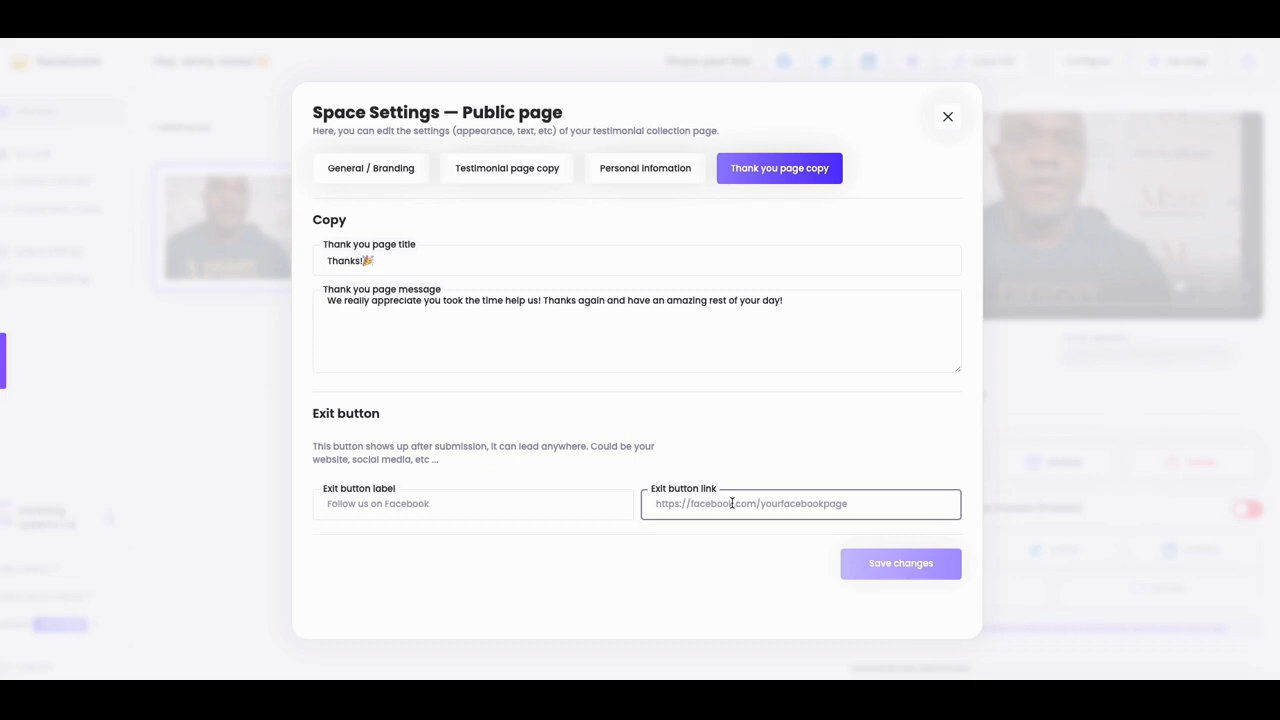 Space Settings — Public page
Here, you can edit the settings (appearance, text, etc) of your testimonial collection page.
General / Branding
Testimonial page copy
Personal Infomation
Thank you page copy
Copy
Thank you page title
Thanks!🎉
Thank you page message
We really appreciate you took the time help us! Thanks again and have an amazing rest of your day!
Exit button
This button shows up after submission, it can lead anywhere. Could be your
website, social media, etc ...
Exit button label
Exit button link
Follow us on Facebook
https://facebook.com/yourfacebookpage
Save changes